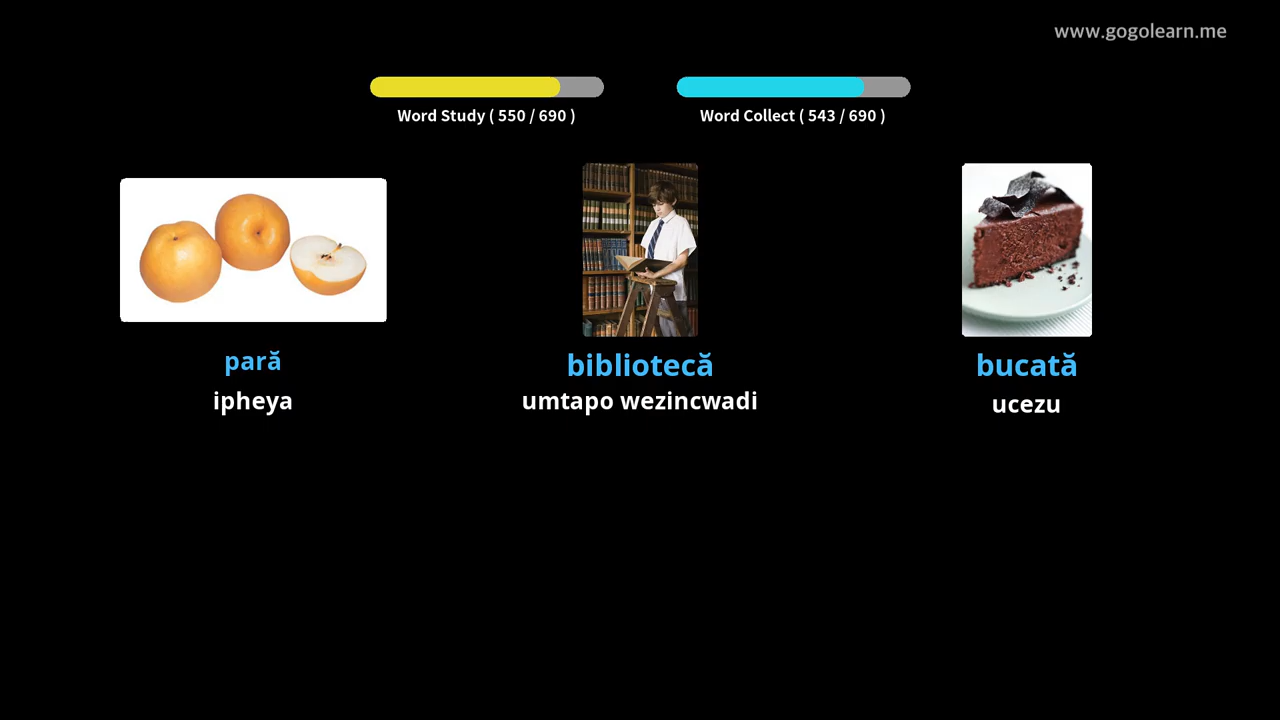 www.gogolearn.me
Word Study ( 550 / 690 )
Word Collect ( 543 / 690 )
pară
ipheya
bibliotecă
umtapo wezincwadi
bucată
ucezu